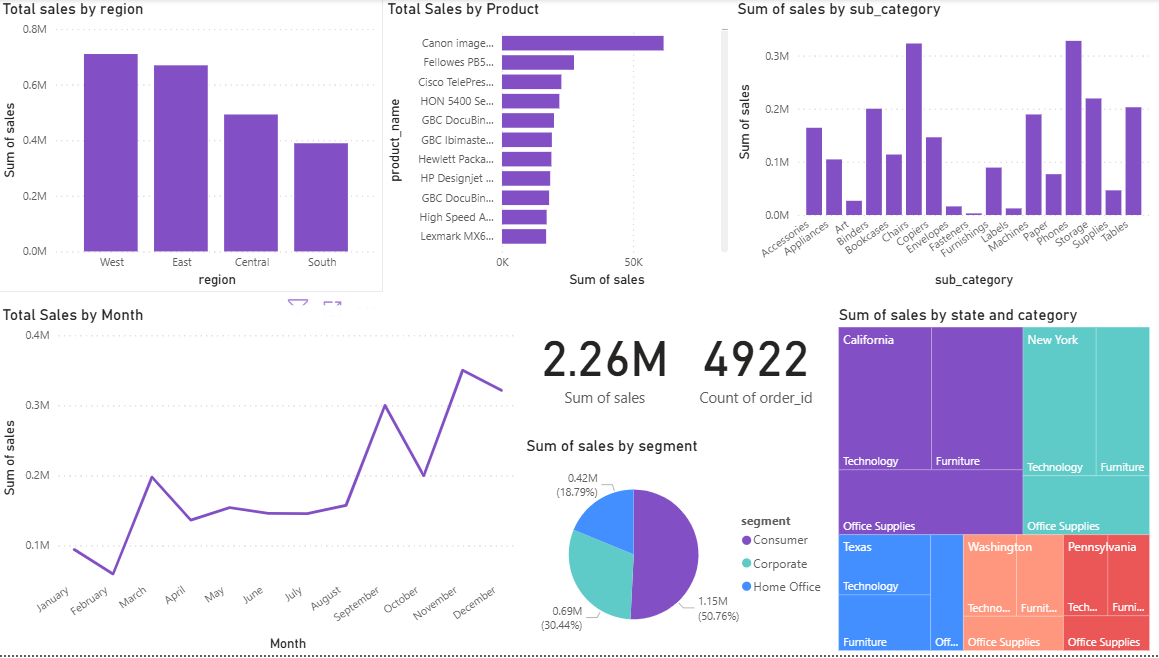 Total sales by region
Sum of sales
0.8M
0.6M
0.4M
0.2M
0.0M
West
East
Central
South
region
Total Sales by Product
product_name
Canon image...
Fellowes PB5...
Cisco TelePres...
HON 5400 Se...
GBC DocuBin...
GBC Ibimaste...
Hewlett Packa...
HP Designjet ...
GBC DocuBin...
High Speed A...
Lexmark MX6...
0K
50K
Sum of sales
Sum of sales by sub_category
Sum of sales
0.3M
0.2M
0.1M
0.0M
Accessories
Appliances
Art
Binders
Bookcases
Chairs
Copiers
Envelopes
Fasteners
Furnishings
Labels
Machines
Paper
Phones
Storage
Supplies
Tables
sub_category
Total Sales by Month
Sum of sales
0.4M
0.3M
0.2M
0.1M
January
February
March
April
May
June
July
August
September
October
November
December
Month
2.26M
Sum of sales
4922
Count of order_id
Sum of sales by segment
0.42M
(18.79%)
0.69M
(30.44%)
1.15M
(50.76%)
segment
Consumer
Corporate
Home Office
Sum of sales by state and category
California
Technology
Furniture
Office Supplies
New York
Technology
Furniture
Office Supplies
Texas
Technology
Furniture
Off...
Washington
Techno...
Furnit...
Office Supplies
Pennsylvania
Tech...
Furni...
Office Supplies